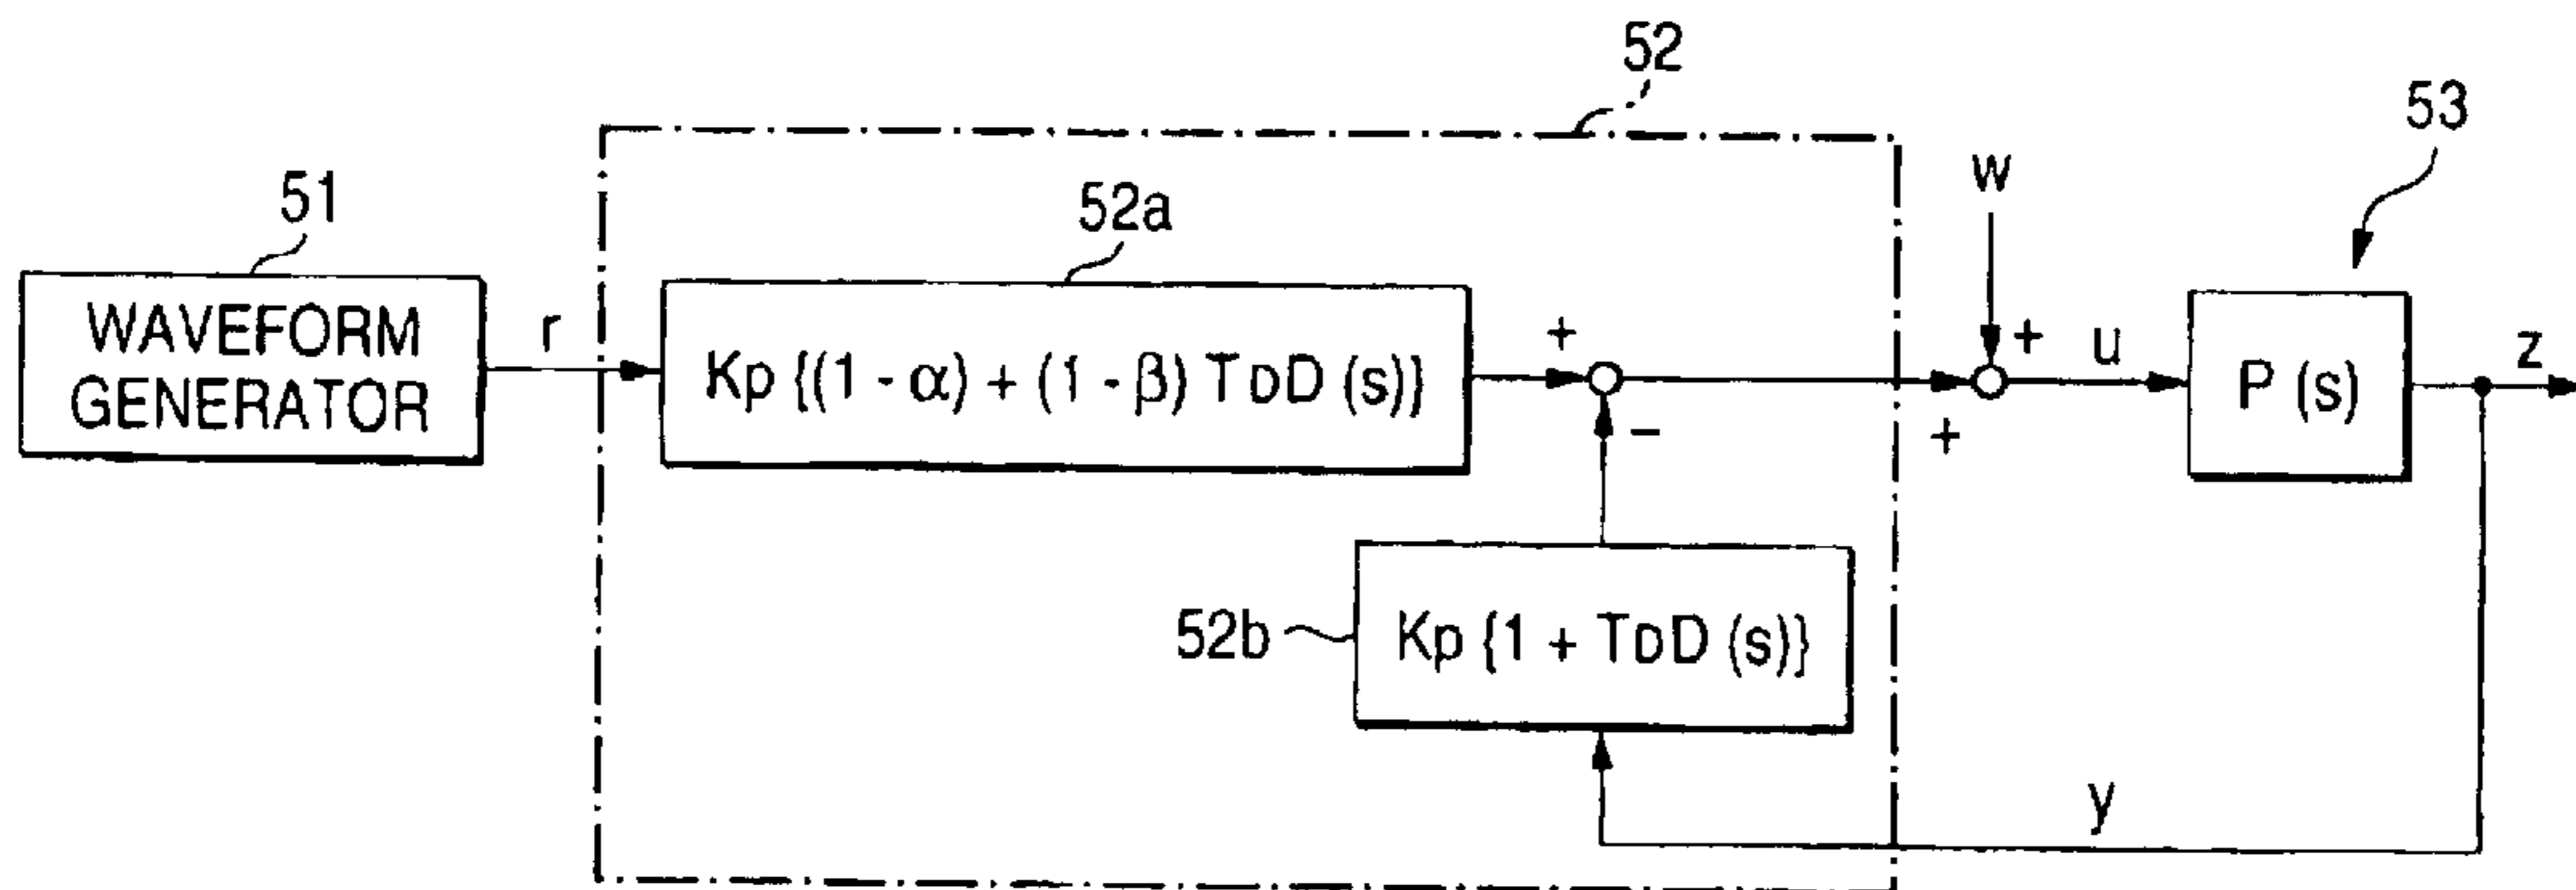 52
53
51
52a
w
WAVEFORM
GENERATOR
r
Kp {(1 - α) + (1 - β) TDD (s)}
+
+
u
P (s)
z
−
+
52b
Kp {1 + TDD (s)}
y